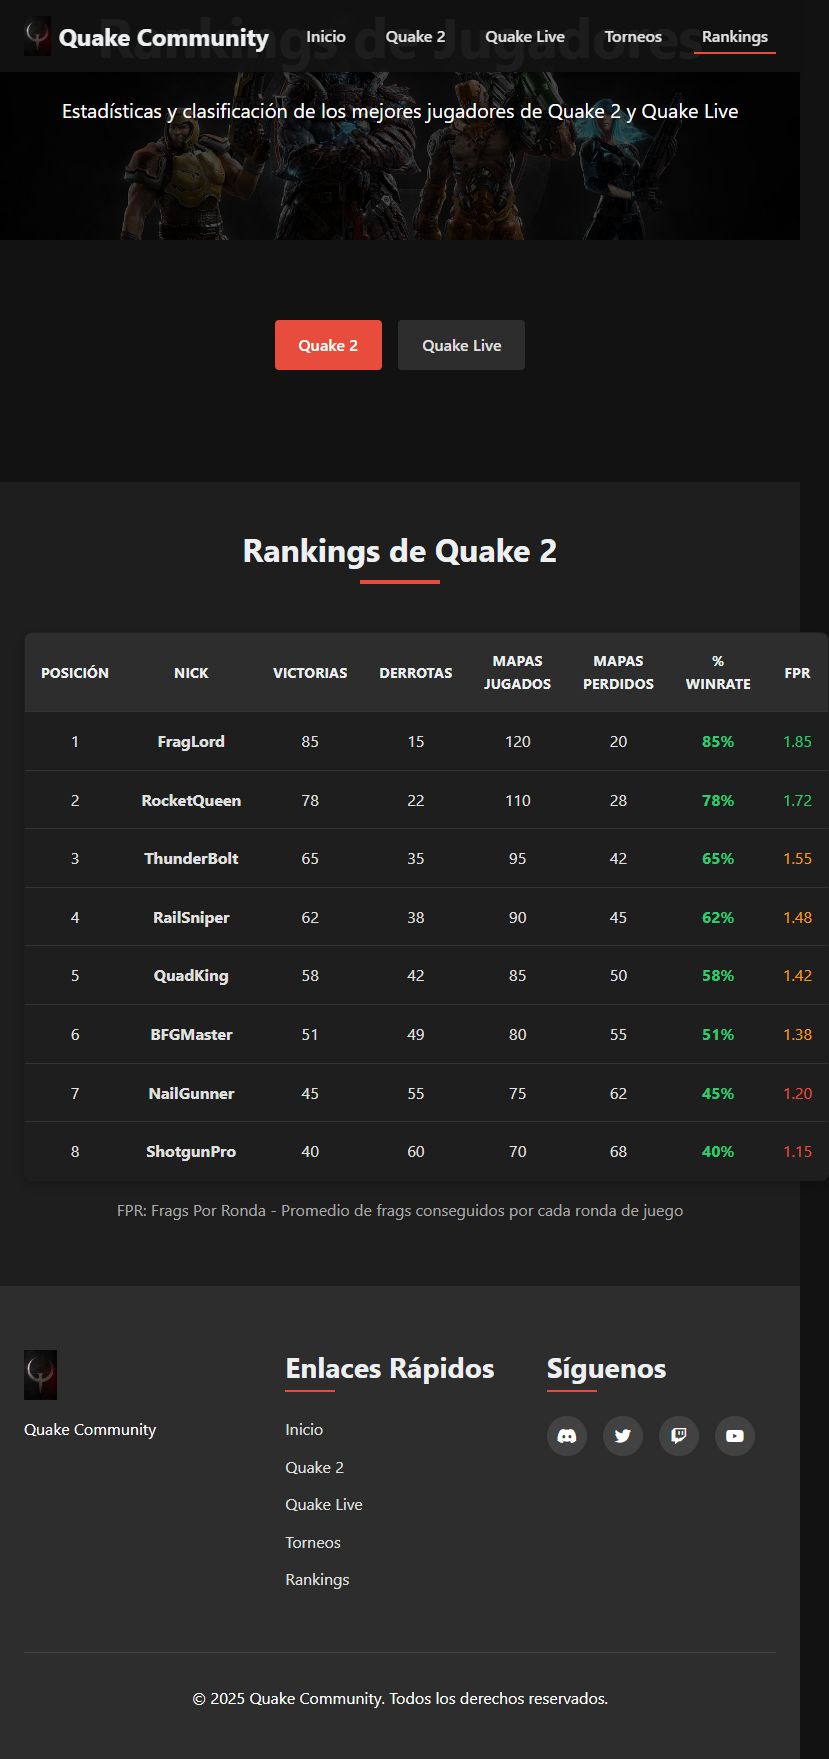 Quake Community Inicio Quake 2 Quake Live Torneos Rankings
Rankings de Jugadores
Estadísticas y clasificación de los mejores jugadores de Quake 2 y Quake Live
Quake 2 Quake Live
Rankings de Quake 2
POSICIÓN NICK VICTORIAS DERROTAS MAPAS JUGADOS MAPAS PERDIDOS % WINRATE FPR
1 FragLord 85 15 120 20 85% 1.85
2 RocketQueen 78 22 110 28 78% 1.72
3 ThunderBolt 65 35 95 42 65% 1.55
4 RailSniper 62 38 90 45 62% 1.48
5 QuadKing 58 42 85 50 58% 1.42
6 BFGMaster 51 49 80 55 51% 1.38
7 NailGunner 45 55 75 62 45% 1.20
8 ShotgunPro 40 60 70 68 40% 1.15
FPR: Frags Por Ronda - Promedio de frags conseguidos por cada ronda de juego
Quake Community
Enlaces Rápidos
Inicio
Quake 2
Quake Live
Torneos
Rankings
Síguenos
© 2025 Quake Community. Todos los derechos reservados.